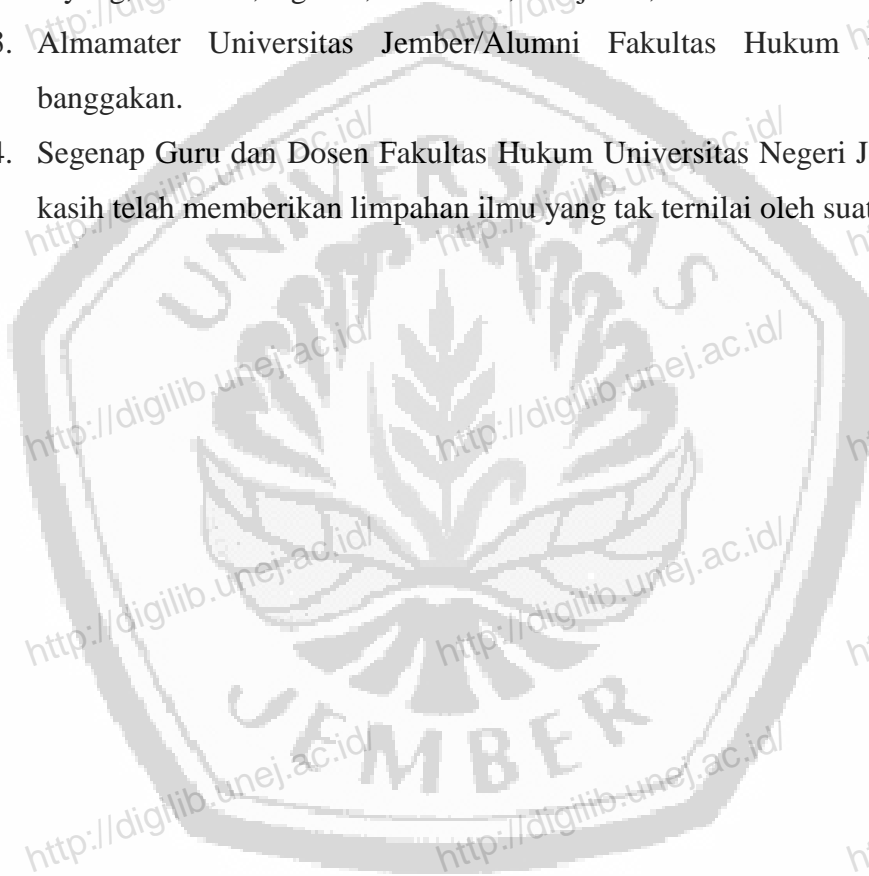 3. Almamater Universitas Jember/Alumni Fakultas Hukum
banggakan.
4. Segenap Guru dan Dosen Fakultas Hukum Universitas Negeri
kasih telah memberikan limpahan ilmu yang tak ternilai oleh
UNIVERSITAS
JEMBER
http://digilib.unej.ac.id/
http://digilib.unej.ac.id/
http://digilib.unej.ac.id/
http://digilib.unej.ac.id/
http://digilib.unej.ac.id/
http://digilib.unej.ac.id/
http://digilib.unej.ac.id/
http://digilib.unej.ac.id/